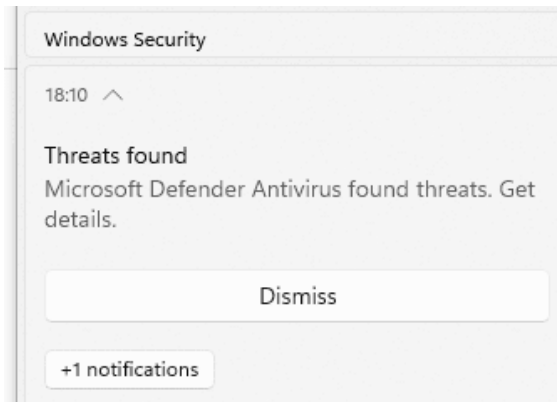 Windows Security
18:10
Threats found
Microsoft Defender Antivirus found threats. Get
details.
Dismiss
+1 notifications